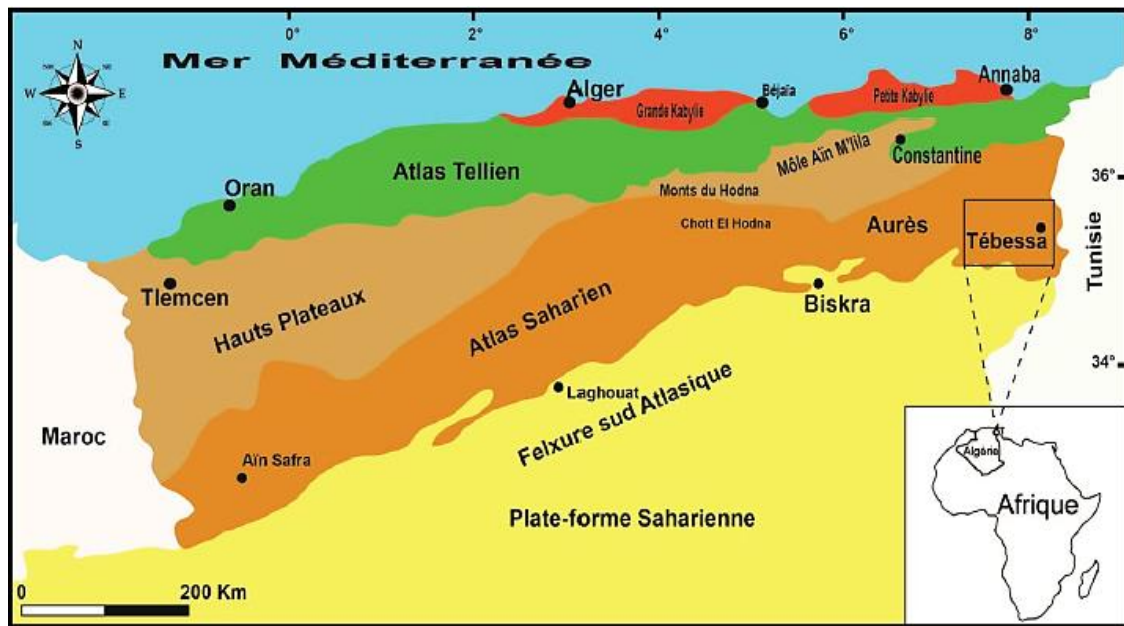 0° 4° 6° 8°
N
W E
S
Mer Méditerranée
Alger
Grande Kabylie
Béjaïa
Petite Kabylie
Annaba
Atlas Tellien
Môle Aïn M'lila
Constantine
36°
Oran
Monts du Hodna
Chott El Hodna
Aurès
Tébessa
Tunisie
Tlemcen
Hauts Plateaux
Atlas Saharien
Biskra
34°
Laghouat
Felxure sud Atlasique
Maroc
Aïn Safra
Algérie
Afrique
Plate-forme Saharienne
0 200 Km